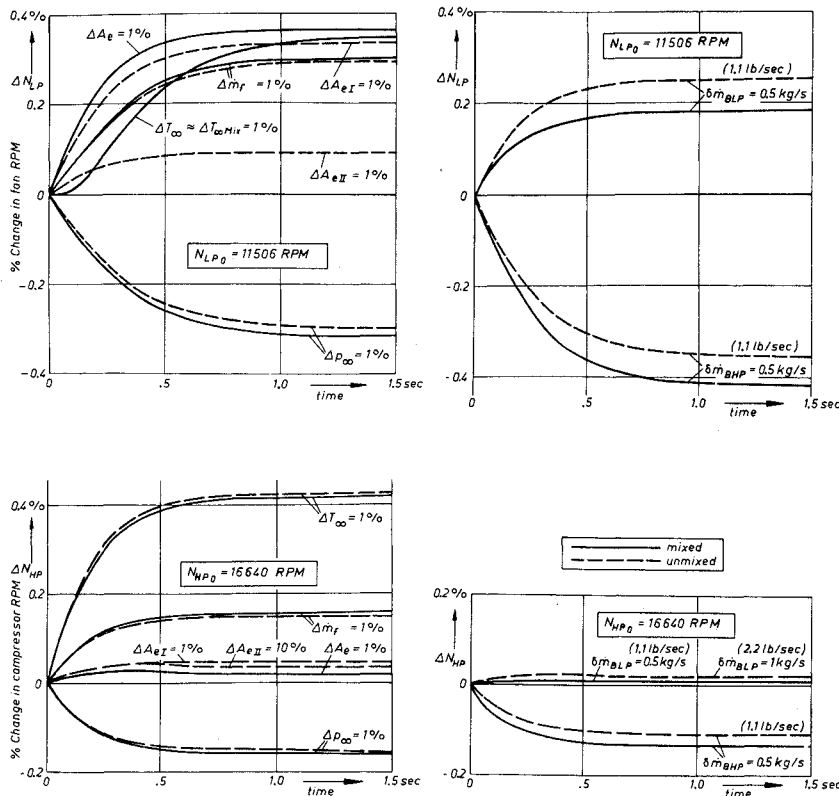 0.4%
ΔN_LP
0.2
0
-0.2
-0.4
% Change in fan RPM
ΔA_e = 1%
ΔA_eI = 1%
Δṁ_f = 1%
ΔT_∞ ≈ ΔT_∞Mix = 1%
ΔA_eII = 1%
N_LP0 = 11506 RPM
Δp_∞ = 1%
0 .5 1.0 1.5 sec
time
0.4%
ΔN_LP
0.2
0
-0.2
-0.4
N_LP0 = 11506 RPM
(1,1 lb/sec)
δṁ_BLP = 0.5 kg/s
(1,1 lb/sec)
δṁ_BHP = 0.5 kg/s
0 .5 1.0 1.5 sec
time
0,4%
ΔN_HP
0.2
0
-0.2
% Change in compressor RPM
ΔT_∞ = 1%
N_HP0 = 16640 RPM
Δṁ_f = 1%
ΔA_eI = 1% ΔA_eII = 10% ΔA_e = 1%
Δp_∞ = 1%
0 .5 1.0 1.5 sec
time
mixed
unmixed
0.2%
ΔN_HP
0
-0.2
N_HP0 = 16640 RPM
(1,1 lb/sec) (2,2 lb/sec)
δṁ_BLP = 0.5kg/s δṁ_BLP = 1kg/s
(1,1 lb/sec)
δṁ_BHP = 0,5 kg/s
0 .5 1.0 1.5 sec
time